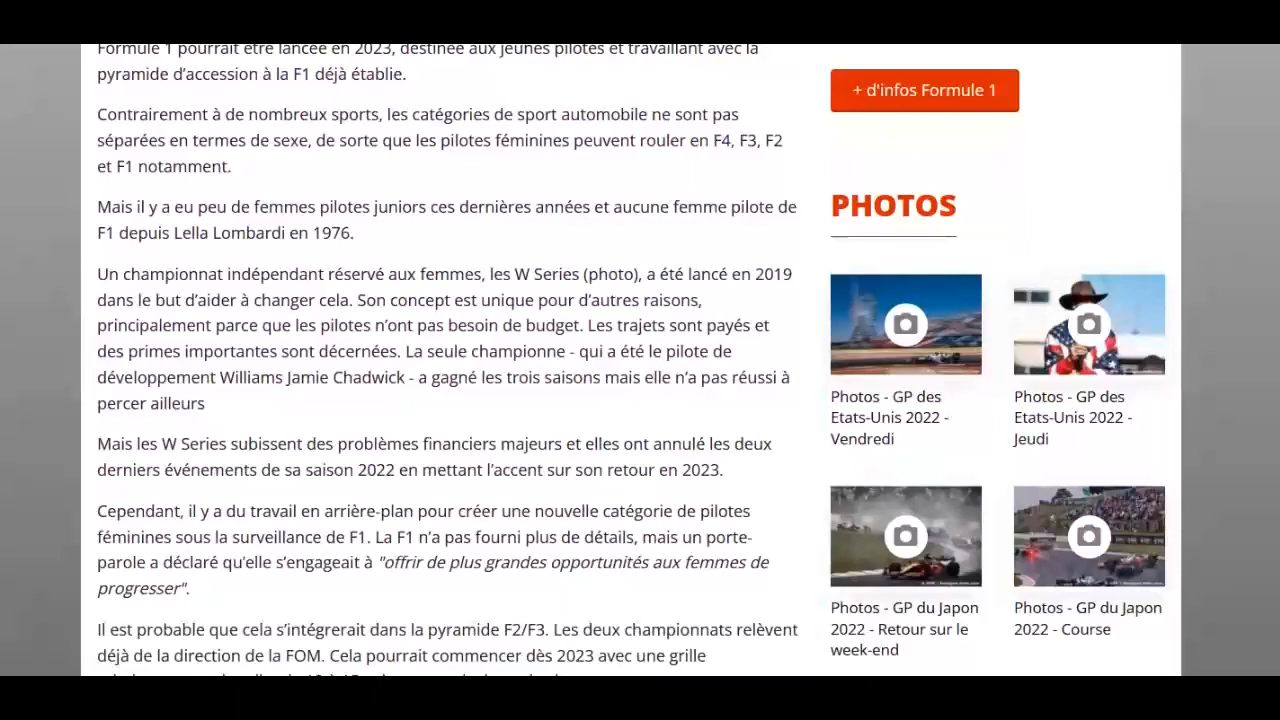 Formule 1 pourrait être lancée en 2023, destinée aux jeunes pilotes et travaillant avec la
pyramide d'accession à la F1 déjà établie.
Contrairement à de nombreux sports, les catégories de sport automobile ne sont pas
séparées en termes de sexe, de sorte que les pilotes féminines peuvent rouler en F4, F3, F2
et F1 notamment.
Mais il y a eu peu de femmes pilotes juniors ces dernières années et aucune femme pilote de
F1 depuis Lella Lombardi en 1976.
Un championnat indépendant réservé aux femmes, les W Series (photo), a été lancé en 2019
dans le but d'aider à changer cela. Son concept est unique pour d'autres raisons,
principalement parce que les pilotes n'ont pas besoin de budget. Les trajets sont payés et
des primes importantes sont décernées. La seule championne - qui a été le pilote de
développement Williams Jamie Chadwick - a gagné les trois saisons mais elle n'a pas réussi à
percer ailleurs
Mais les W Series subissent des problèmes financiers majeurs et elles ont annulé les deux
derniers événements de sa saison 2022 en mettant l'accent sur son retour en 2023.
Cependant, il y a du travail en arrière-plan pour créer une nouvelle catégorie de pilotes
féminines sous la surveillance de F1. La F1 n'a pas fourni plus de détails, mais un porte-
parole a déclaré qu'elle s'engageait à "offrir de plus grandes opportunités aux femmes de
progresser".
Il est probable que cela s'intégrerait dans la pyramide F2/F3. Les deux championnats relèvent
déjà de la direction de la FOM. Cela pourrait commencer dès 2023 avec une grille
+ d'infos Formule 1
PHOTOS
Photos - GP des
Etats-Unis 2022 -
Vendredi
Photos - GP des
Etats-Unis 2022 -
Jeudi
Photos - GP du Japon
2022 - Retour sur le
week-end
Photos - GP du Japon
2022 - Course